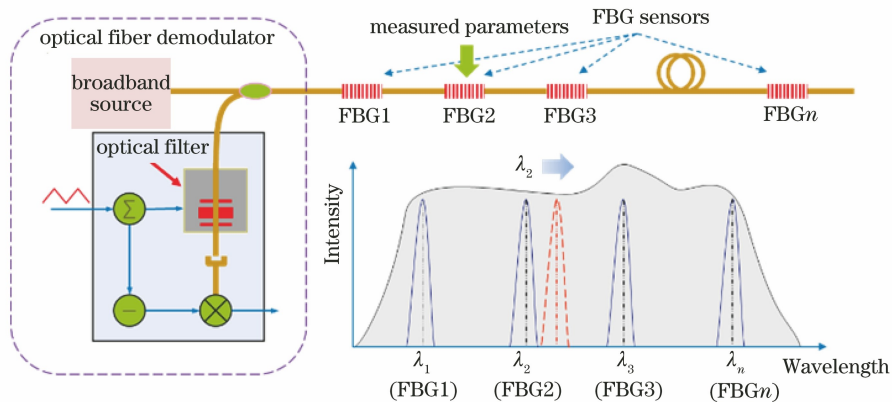 optical fiber demodulator
broadband
source
optical filter
Σ
−
×
measured parameters
FBG sensors
FBG1
FBG2
FBG3
FBGn
λ2
Intensity
Wavelength
λ1
(FBG1)
λ2
(FBG2)
λ3
(FBG3)
λn
(FBGn)